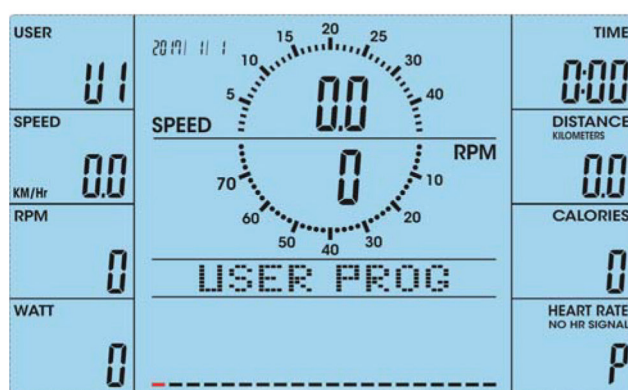 USER
U1
SPEED
KM/Hr 0.0
RPM
0
WATT
0
2017/ 1/ 1
5 10 15 20 25 30 40
SPEED
0.0
RPM
0
70 60 50 40 30 20 10
USER PROG
TIME
0:00
DISTANCE
KILOMETERS
0.0
CALORIES
0
HEART RATE
NO HR SIGNAL
P